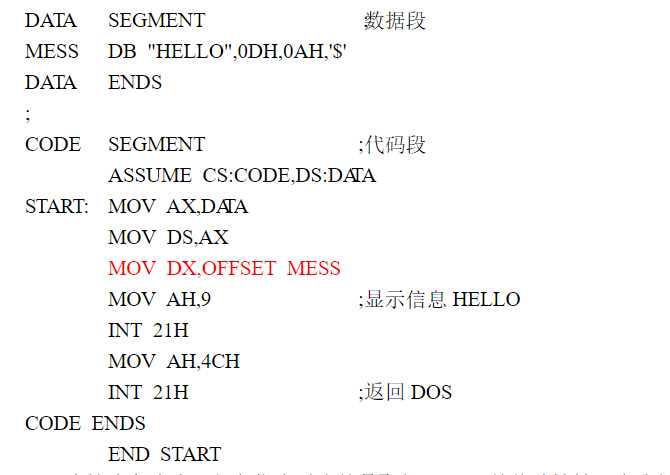 DATA SEGMENT 数据段
MESS DB "HELLO",0DH,0AH,'$'
DATA ENDS
;
CODE SEGMENT ;代码段
ASSUME CS:CODE,DS:DATA
START: MOV AX,DATA
MOV DS,AX
MOV DX,OFFSET MESS
MOV AH,9 ;显示信息 HELLO
INT 21H
MOV AH,4CH
INT 21H ;返回 DOS
CODE ENDS
END START